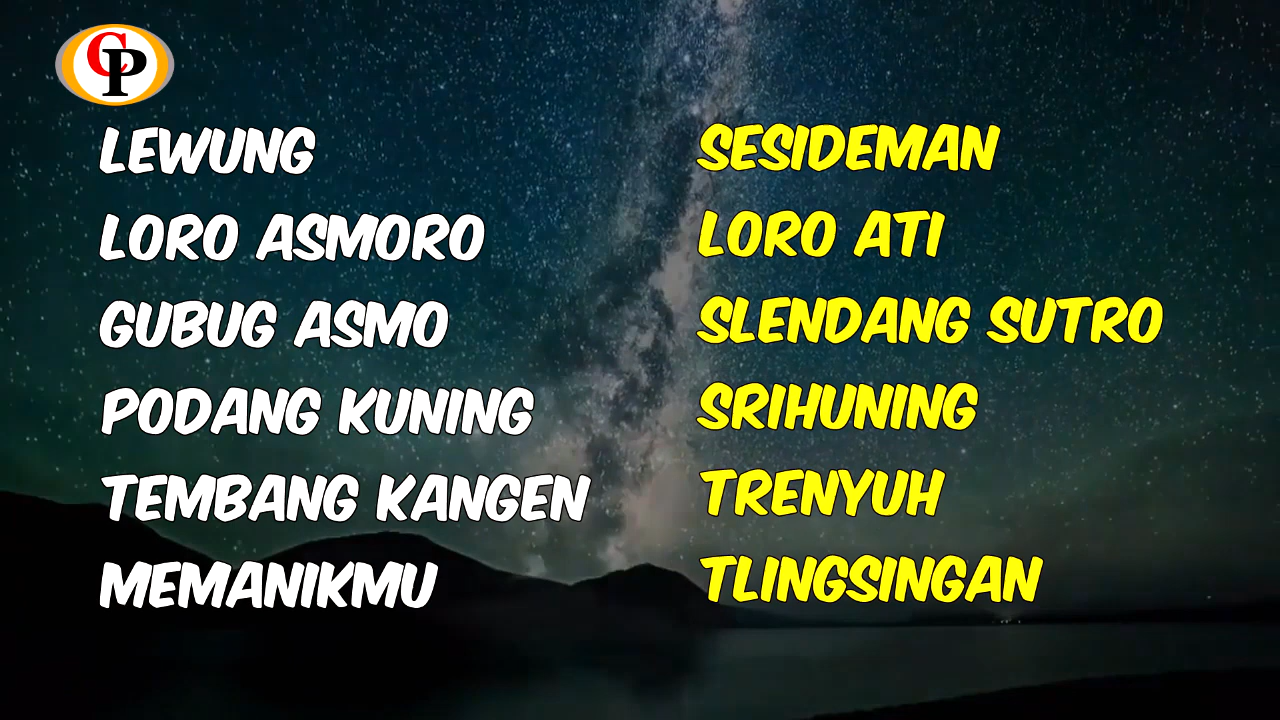 CP
LEWUNG
LORO ASMORO
GUBUG ASMO
PODANG KUNING
TEMBANG KANGEN
MEMANIKMU
SESIDEMAN
LORO ATI
SLENDANG SUTRO
SRIHUNING
TRENYUH
TLINGSINGAN